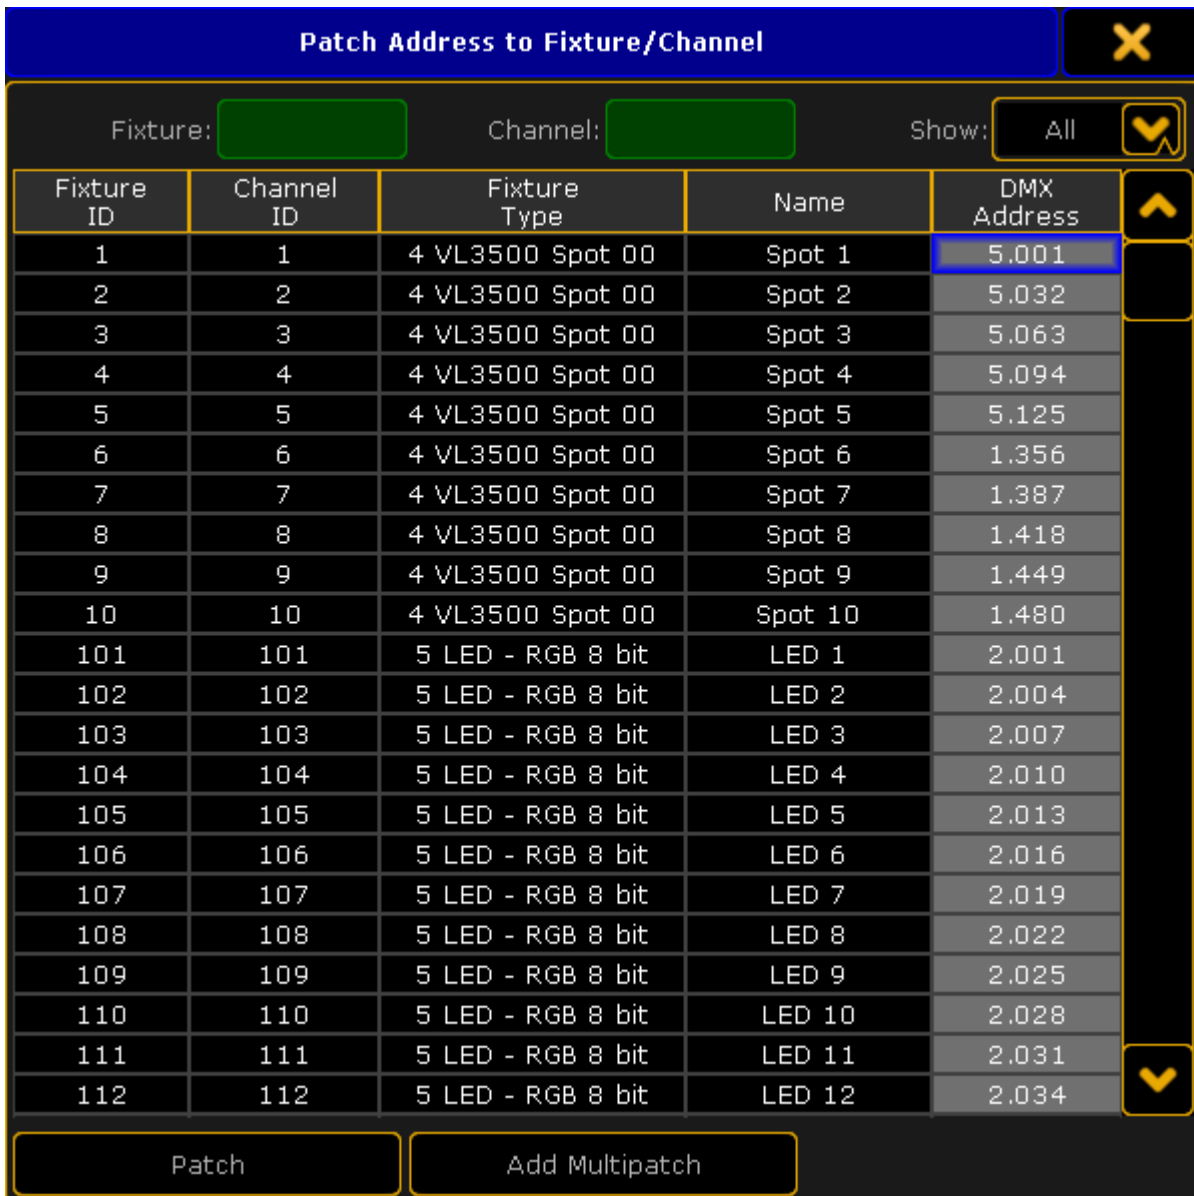 Patch Address to Fixture/Channel
Fixture: Channel: Show: All
Fixture ID Channel ID Fixture Type Name DMX Address
1 1 4 VL3500 Spot 00 Spot 1 5.001
2 2 4 VL3500 Spot 00 Spot 2 5.032
3 3 4 VL3500 Spot 00 Spot 3 5.063
4 4 4 VL3500 Spot 00 Spot 4 5.094
5 5 4 VL3500 Spot 00 Spot 5 5.125
6 6 4 VL3500 Spot 00 Spot 6 1.356
7 7 4 VL3500 Spot 00 Spot 7 1.387
8 8 4 VL3500 Spot 00 Spot 8 1.418
9 9 4 VL3500 Spot 00 Spot 9 1.449
10 10 4 VL3500 Spot 00 Spot 10 1.480
101 101 5 LED - RGB 8 bit LED 1 2.001
102 102 5 LED - RGB 8 bit LED 2 2.004
103 103 5 LED - RGB 8 bit LED 3 2.007
104 104 5 LED - RGB 8 bit LED 4 2.010
105 105 5 LED - RGB 8 bit LED 5 2.013
106 106 5 LED - RGB 8 bit LED 6 2.016
107 107 5 LED - RGB 8 bit LED 7 2.019
108 108 5 LED - RGB 8 bit LED 8 2.022
109 109 5 LED - RGB 8 bit LED 9 2.025
110 110 5 LED - RGB 8 bit LED 10 2.028
111 111 5 LED - RGB 8 bit LED 11 2.031
112 112 5 LED - RGB 8 bit LED 12 2.034
Patch Add Multipatch